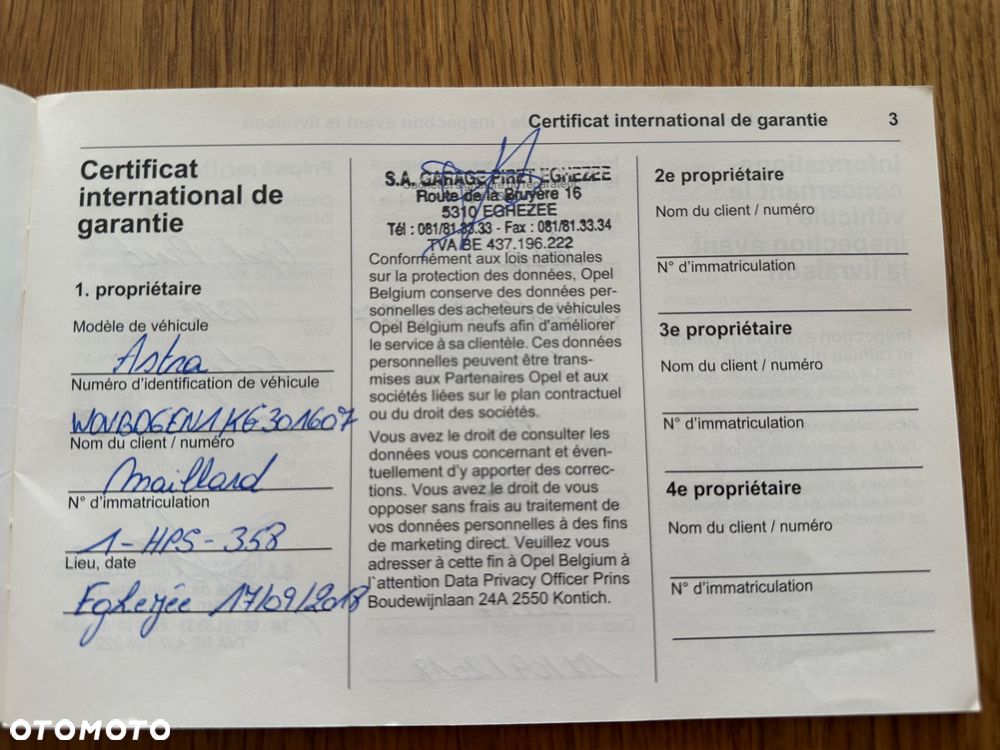 Certificat international de garantie 3
Certificat
international de
garantie
1. propriétaire
Modèle de véhicule
Astra
Numéro d'identification de véhicule
W0VBD6EN1KG301607
Nom du client / numéro
Maillard
N° d'immatriculation
1-HPS-358
Lieu, date
Eghezée 17/09/2018
S.A. GARAGE PIRET EGHEZEE
Route de la Bruyère 16
5310 EGHEZEE
Tél : 081/81.33.33 - Fax : 081/81.33.34
TVA BE 437.196.222
Conformément aux lois nationales
sur la protection des données, Opel
Belgium conserve des données per-
sonnelles des acheteurs de véhicules
Opel Belgium neufs afin d'améliorer
le service à sa clientèle. Ces données
personnelles peuvent être trans-
mises aux Partenaires Opel et aux
sociétés liées sur le plan contractuel
ou du droit des sociétés.
Vous avez le droit de consulter les
données vous concernant et éven-
tuellement d'y apporter des correc-
tions. Vous avez le droit de vous
opposer sans frais au traitement de
vos données personnelles à des fins
de marketing direct. Veuillez vous
adresser à cette fin à Opel Belgium à
l'attention Data Privacy Officer Prins
Boudewijnlaan 24A 2550 Kontich.
2e propriétaire
Nom du client / numéro
N° d'immatriculation
3e propriétaire
Nom du client / numéro
N° d'immatriculation
4e propriétaire
Nom du client / numéro
N° d'immatriculation
OTOMOTO